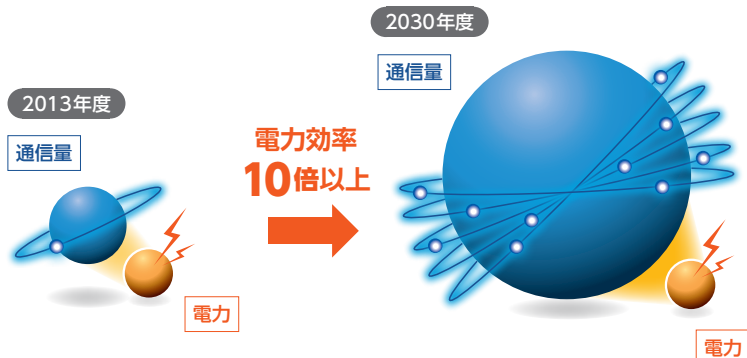 2013年度
通信量
電力
電力効率
10倍以上
2030年度
通信量
電力